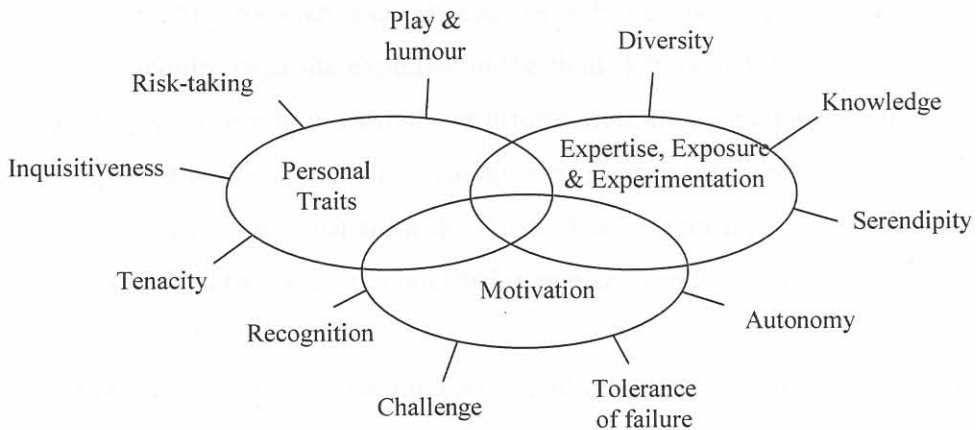 Play &
humour
Diversity
Risk-taking
Knowledge
Inquisitiveness
Personal
Traits
Expertise, Exposure
& Experimentation
Serendipity
Tenacity
Motivation
Recognition
Autonomy
Challenge
Tolerance
of failure